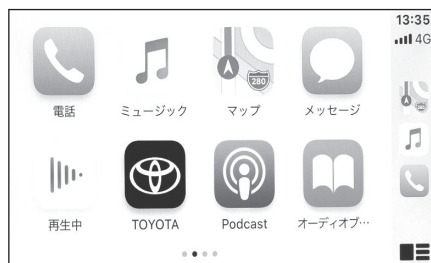 13:35
4G
電話
ミュージック
マップ
280
メッセージ
再生中
TOYOTA
Podcast
オーディオブ…